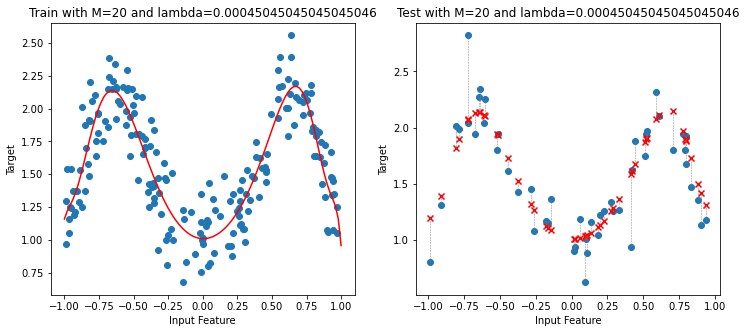 Train with M=20 and lambda=0.00045045045045045046
Test with M=20 and lambda=0.00045045045045045046
Target
2.50
2.25
2.00
1.75
1.50
1.25
1.00
0.75
−1.00 −0.75 −0.50 −0.25 0.00 0.25 0.50 0.75 1.00
Input Feature
Target
2.5
2.0
1.5
1.0
−1.00 −0.75 −0.50 −0.25 0.00 0.25 0.50 0.75 1.00
Input Feature